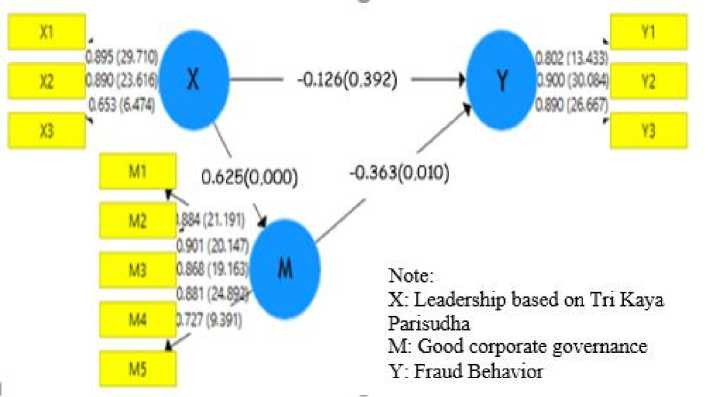 X1
X2
X3
0.895 (29.710)
0.890 (23.616)
0.653 (6.474)
X
-0.126(0.392)
Y
0.802 (13.433)
0.900 (30.084)
0.890 (26.667)
Y1
Y2
Y3
0.625(0,000)
-0.363(0.010)
M1
M2
M3
M4
M5
.884 (21.191)
0.901 (20.147)
0.868 (19.163)
0.881 (24.892)
0.727 (9.391)
M
Note:
X: Leadership based on Tri Kaya
Parisudha
M: Good corporate governance
Y: Fraud Behavior